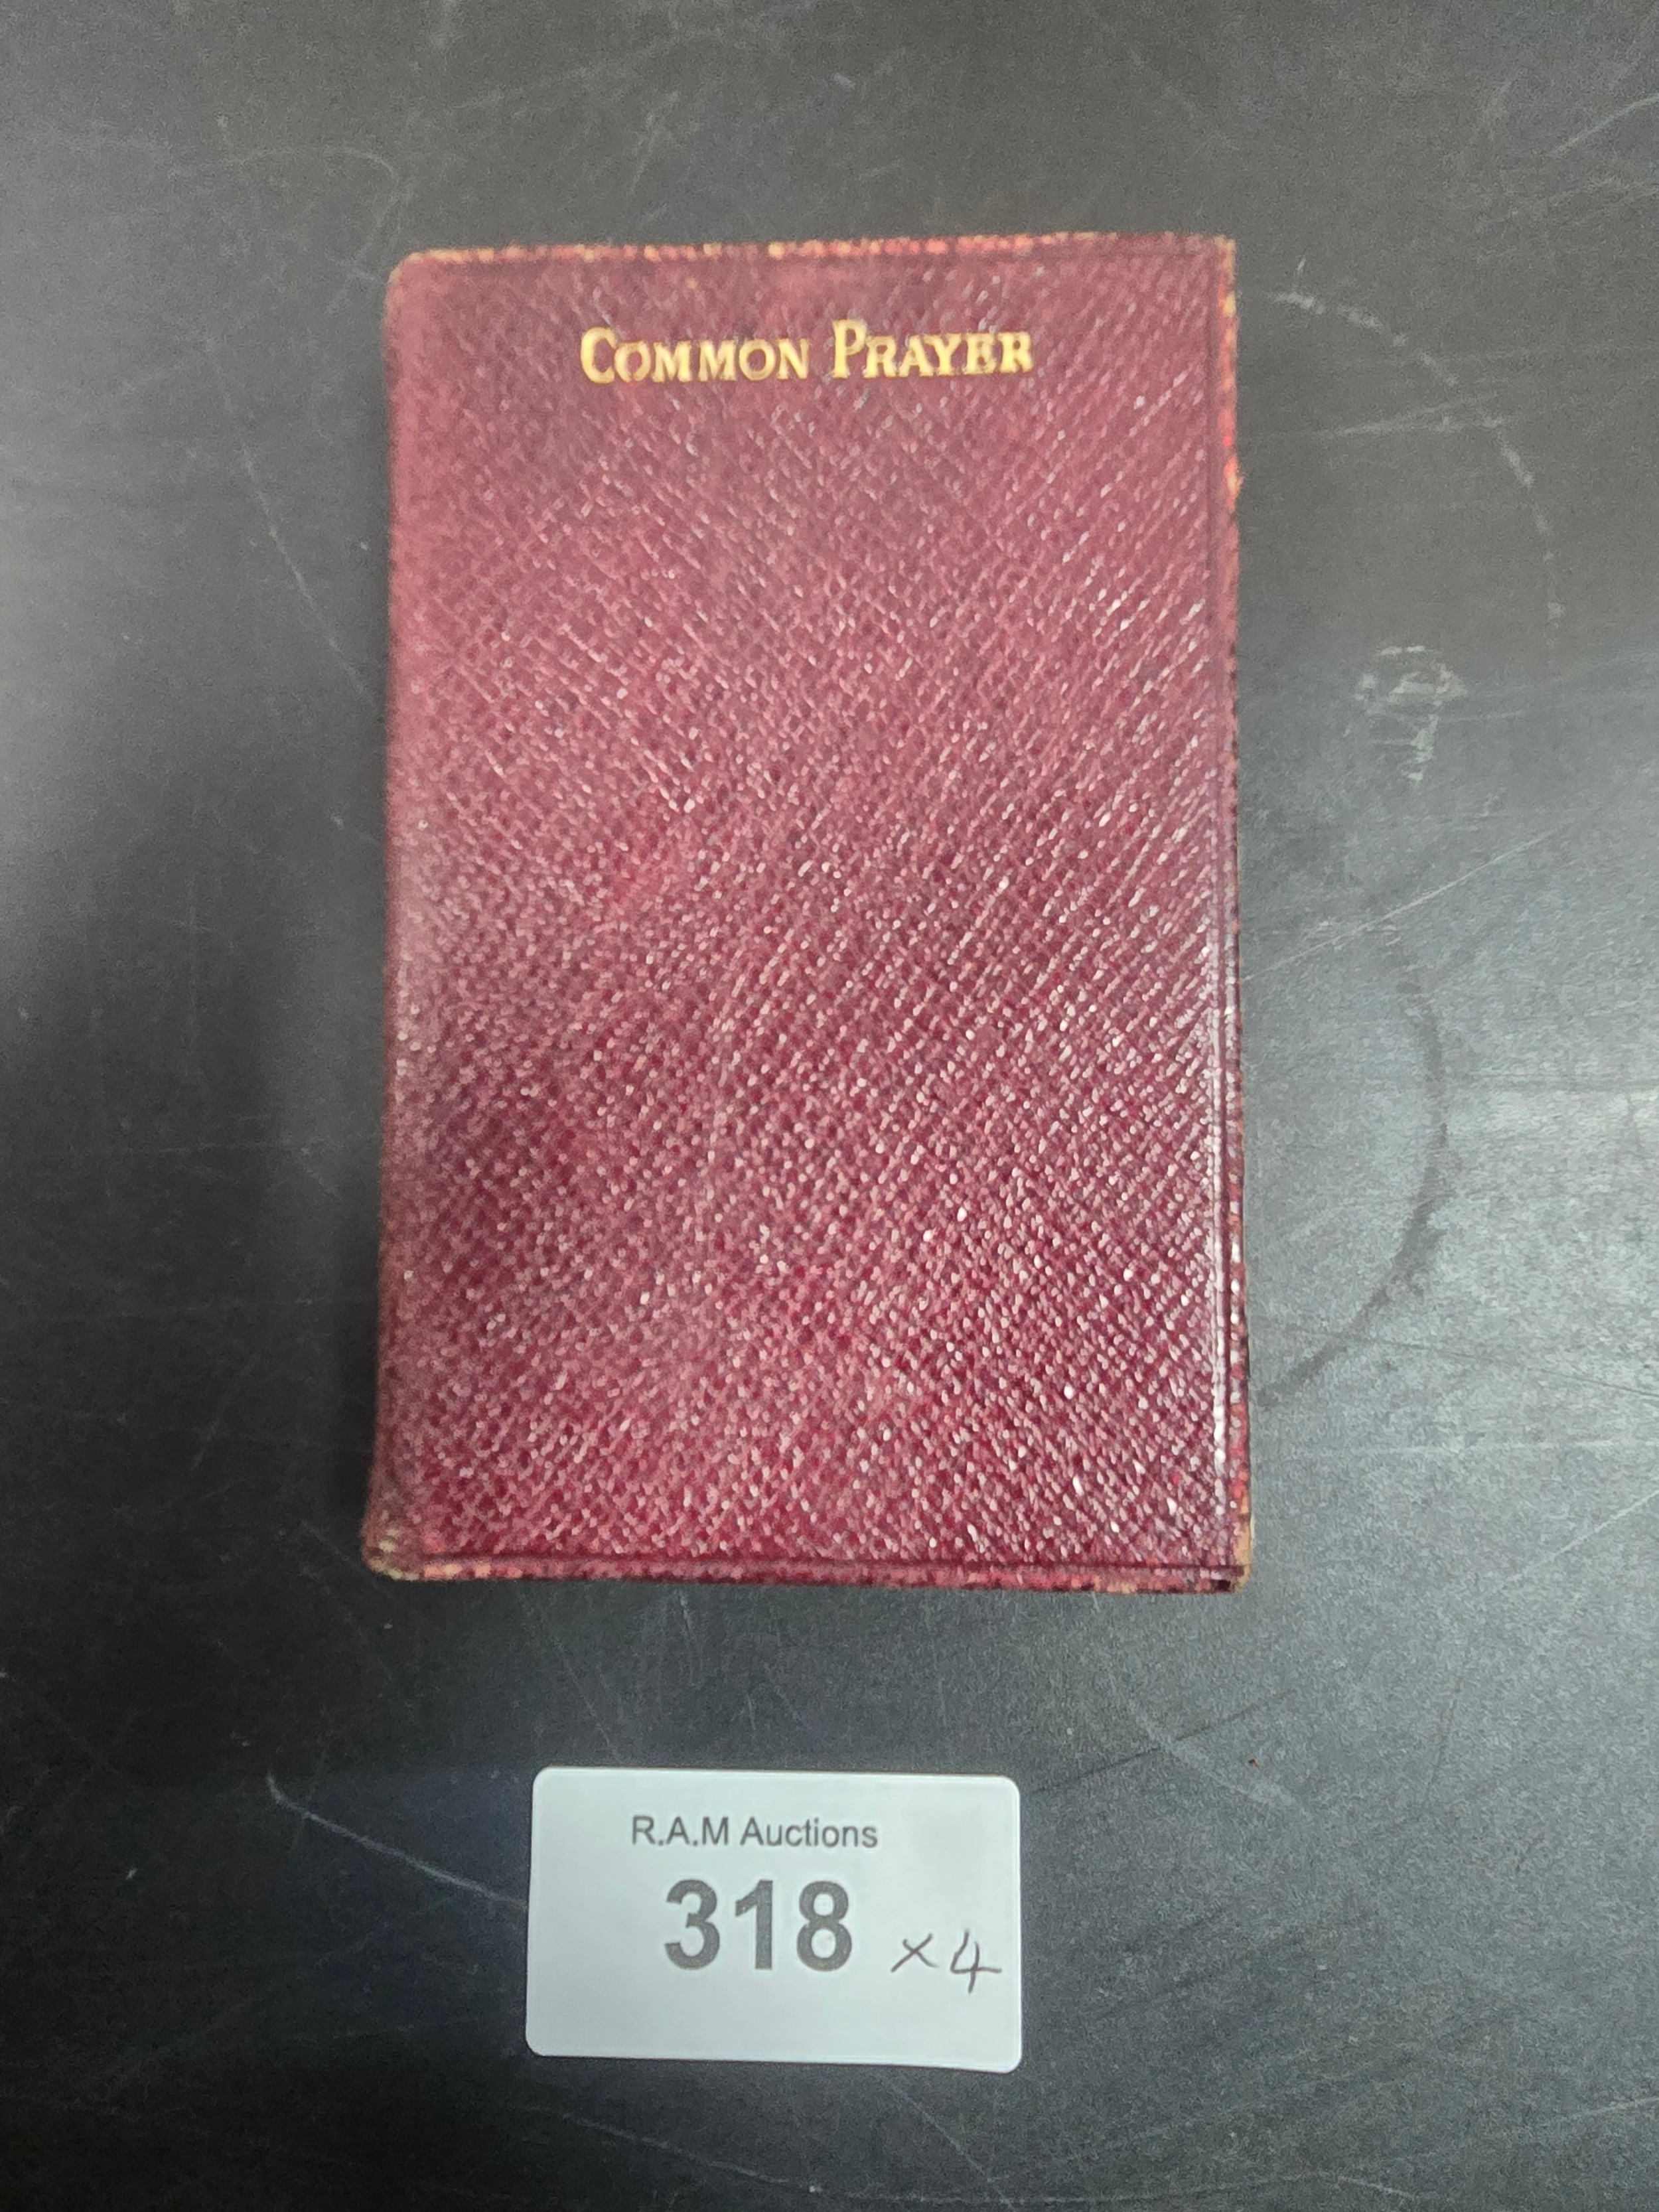 COMMON PRAYER
R.A.M Auctions
318 x4